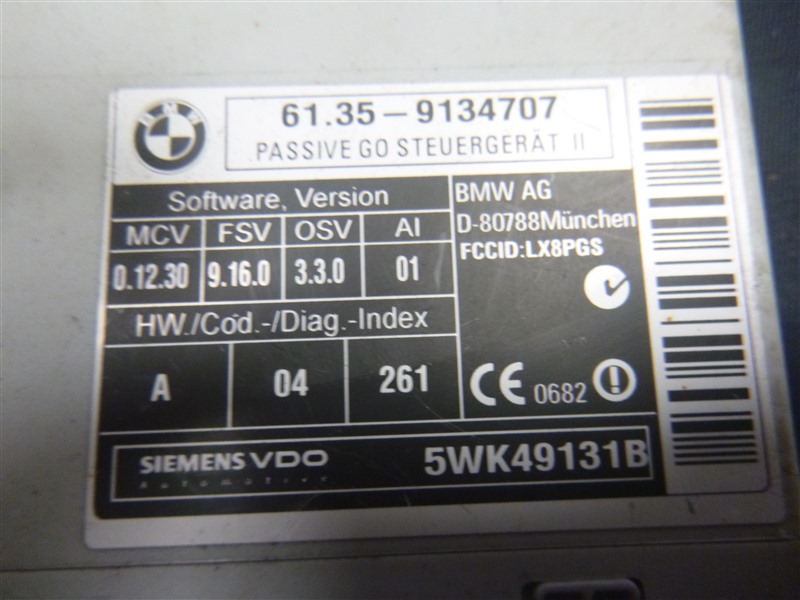 BMW
61.35-9134707
PASSIVE GO STEUERGERÄT II
Software, Version
MCV FSV OSV AI
0.12.30 9.16.0 3.3.0 01
HW./Cod.-/Diag.-Index
A 04 261
BMW AG
D-80788München
FCCID:LX8PGS
CE 0682
SIEMENS VDO
Automotive
5WK49131B